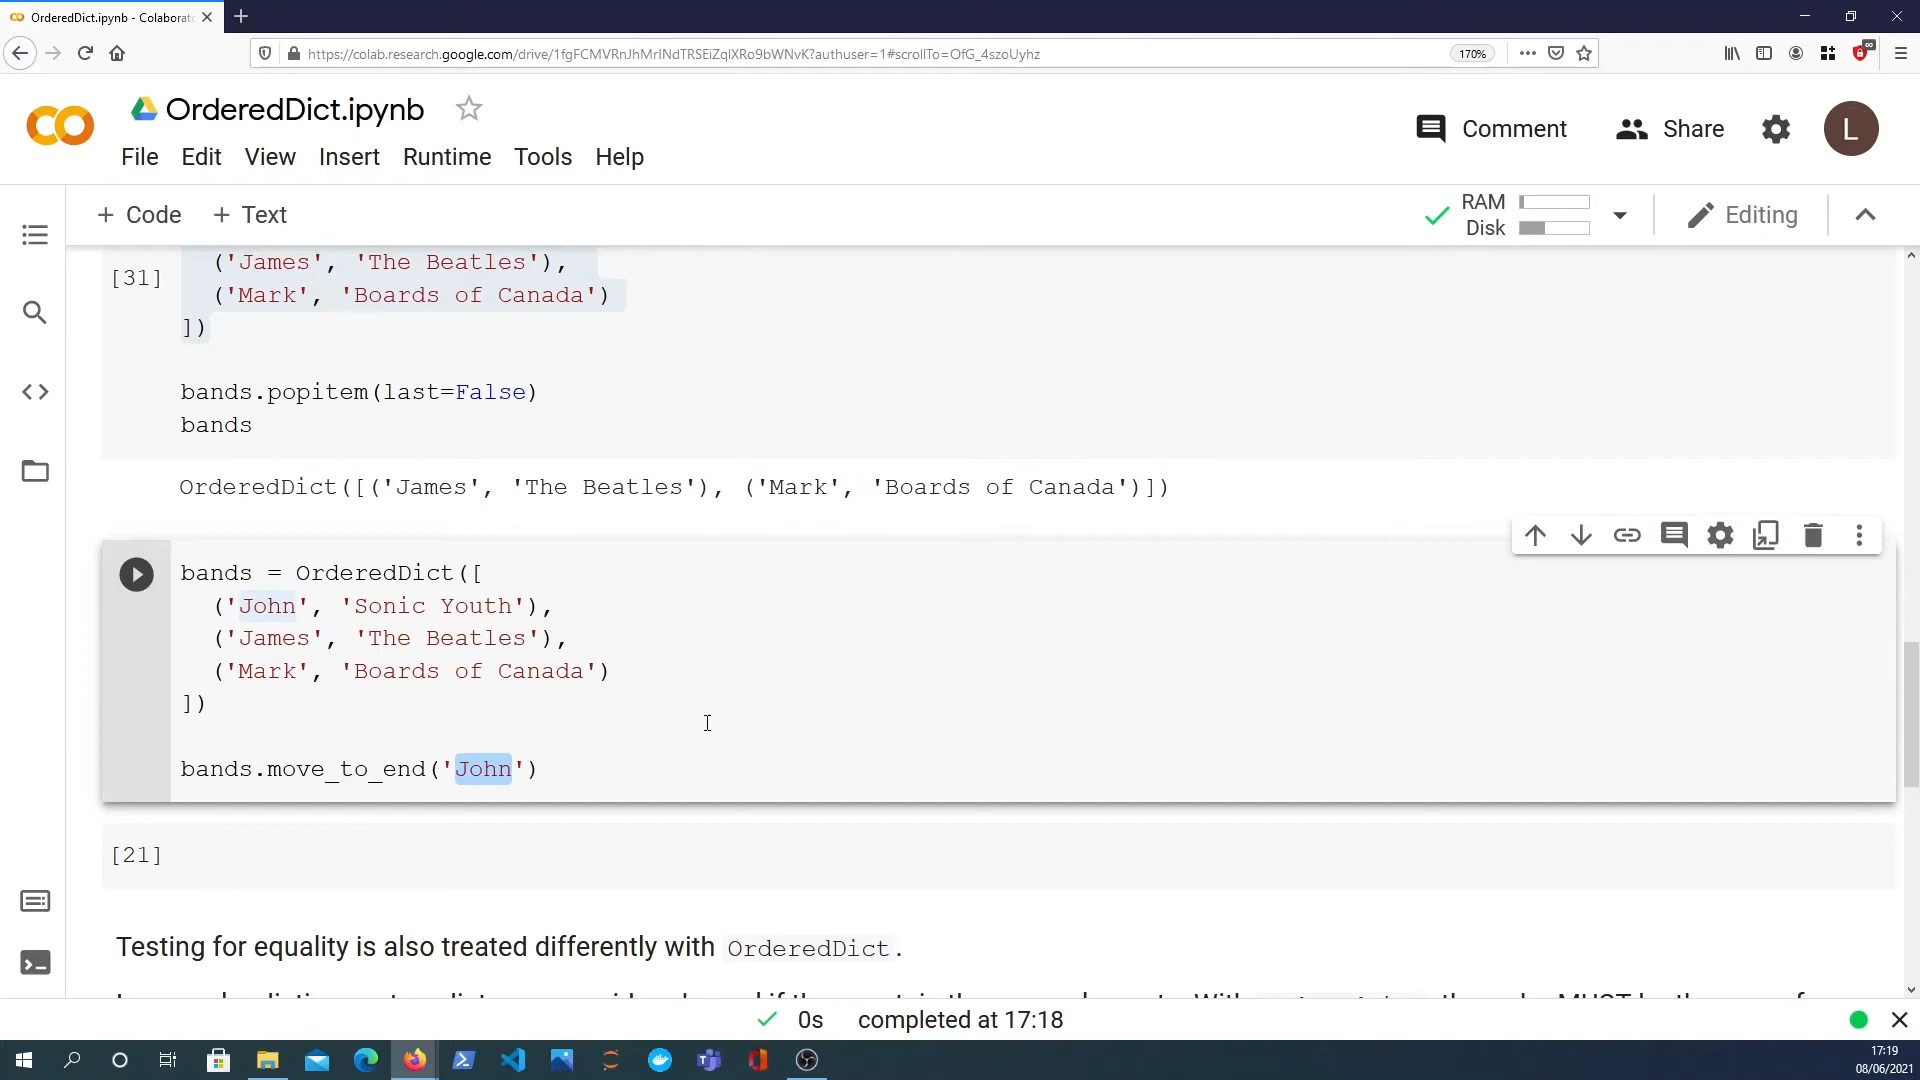 OrderedDict.ipynb - Colaborato
https://colab.research.google.com/drive/1fgFCMVRnJhMrINdTRSEiZqlXRo9bWNvK?authuser=1#scrollTo=OfG_4szoUyhz
170%
OrderedDict.ipynb
Comment
Share
L
File Edit View Insert Runtime Tools Help
+ Code + Text
RAM
Disk
Editing
[31]
('James', 'The Beatles'),
('Mark', 'Boards of Canada')
])
bands.popitem(last=False)
bands
OrderedDict([('James', 'The Beatles'), ('Mark', 'Boards of Canada')])
bands = OrderedDict([
('John', 'Sonic Youth'),
('James', 'The Beatles'),
('Mark', 'Boards of Canada')
])
bands.move_to_end('John')
[21]
Testing for equality is also treated differently with OrderedDict.
0s completed at 17:18
17:19
08/06/2021